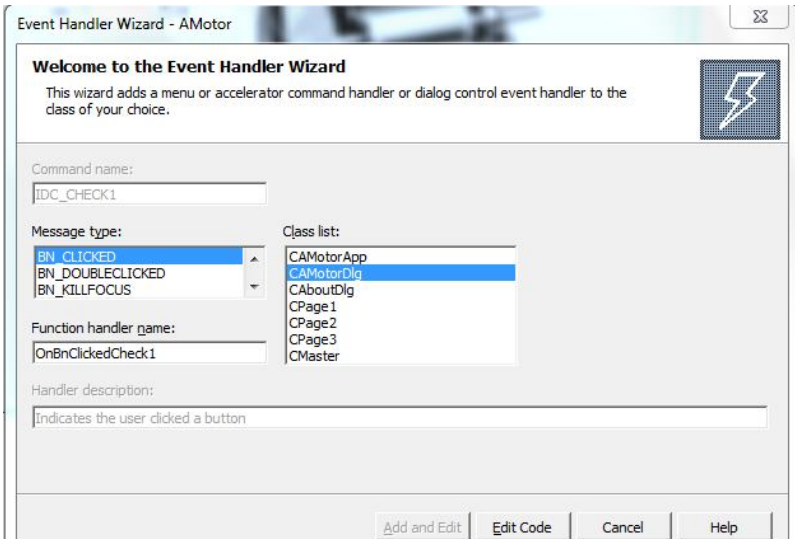 Event Handler Wizard - AMotor
Welcome to the Event Handler Wizard
This wizard adds a menu or accelerator command handler or dialog control event handler to the
class of your choice.
Command name:
IDC_CHECK1
Message type:
BN_CLICKED
BN_DOUBLECLICKED
BN_KILLFOCUS
Class list:
CAMotorApp
CAMotorDlg
CAboutDlg
CPage1
CPage2
CPage3
CMaster
Function handler name:
OnBnClickedCheck1
Handler description:
Indicates the user clicked a button
Add and Edit
Edit Code
Cancel
Help